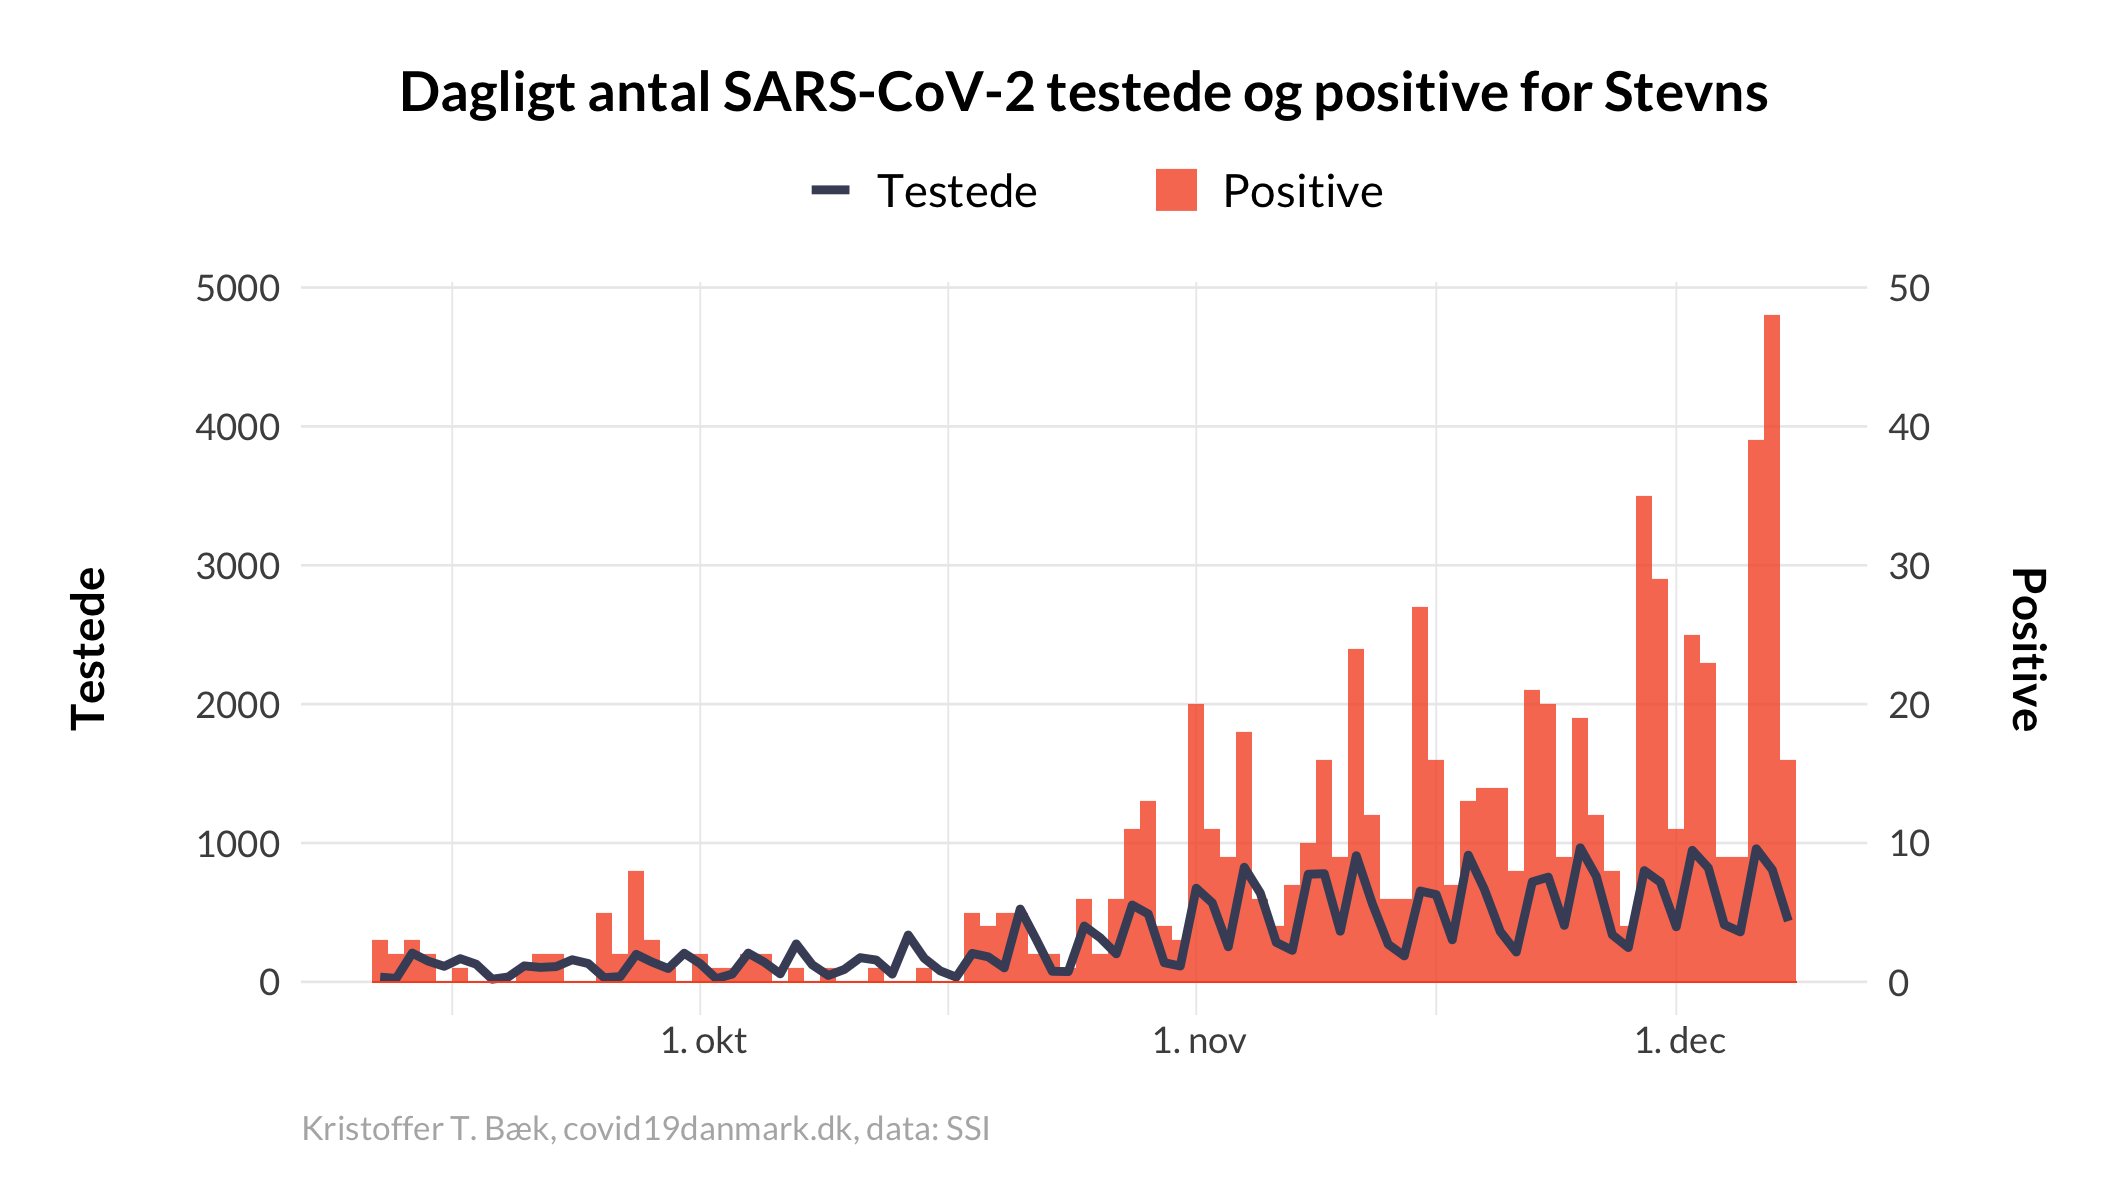 Dagligt antal SARS-CoV-2 testede og positive for Stevns
Testede Positive
5000 50
4000 40
3000 30
2000 20
1000 10
0 0
Testede
Positive
1. okt 1. nov 1. dec
Kristoffer T. Bæk, covid19danmark.dk, data: SSI